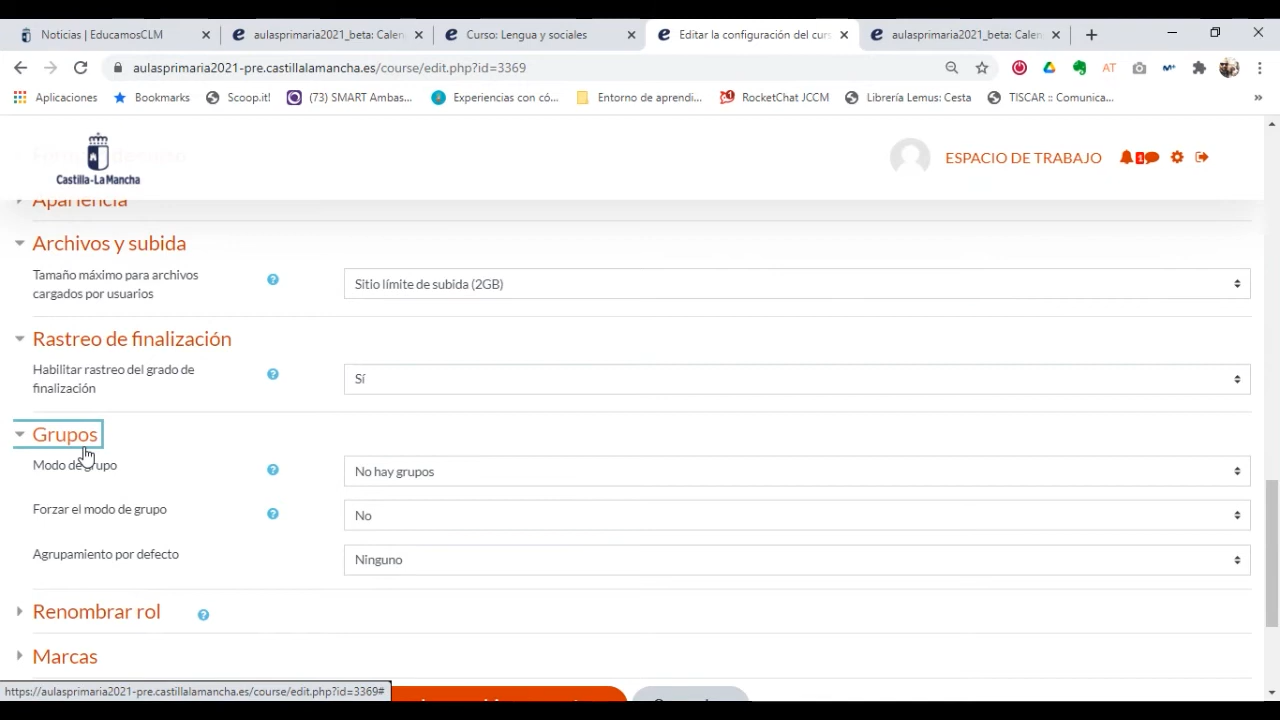 Noticias | EducamosCLM
aulasprimaria2021_beta: Calen
Curso: Lengua y sociales
Editar la configuración del curs
aulasprimaria2021_beta: Calen
aulasprimaria2021-pre.castillalamancha.es/course/edit.php?id=3369
AT
Aplicaciones
Bookmarks
Scoop.it!
(73) SMART Ambas...
Experiencias con có...
Entorno de aprendi...
RocketChat JCCM
Librería Lemus: Cesta
TISCAR :: Comunica...
Castilla-La Mancha
ESPACIO DE TRABAJO
1
Apariencia
Archivos y subida
Tamaño máximo para archivos
cargados por usuarios
Sitio límite de subida (2GB)
Rastreo de finalización
Habilitar rastreo del grado de
finalización
Sí
Grupos
Modo de grupo
No hay grupos
Forzar el modo de grupo
No
Agrupamiento por defecto
Ninguno
Renombrar rol
Marcas
https://aulasprimaria2021-pre.castillalamancha.es/course/edit.php?id=3369#